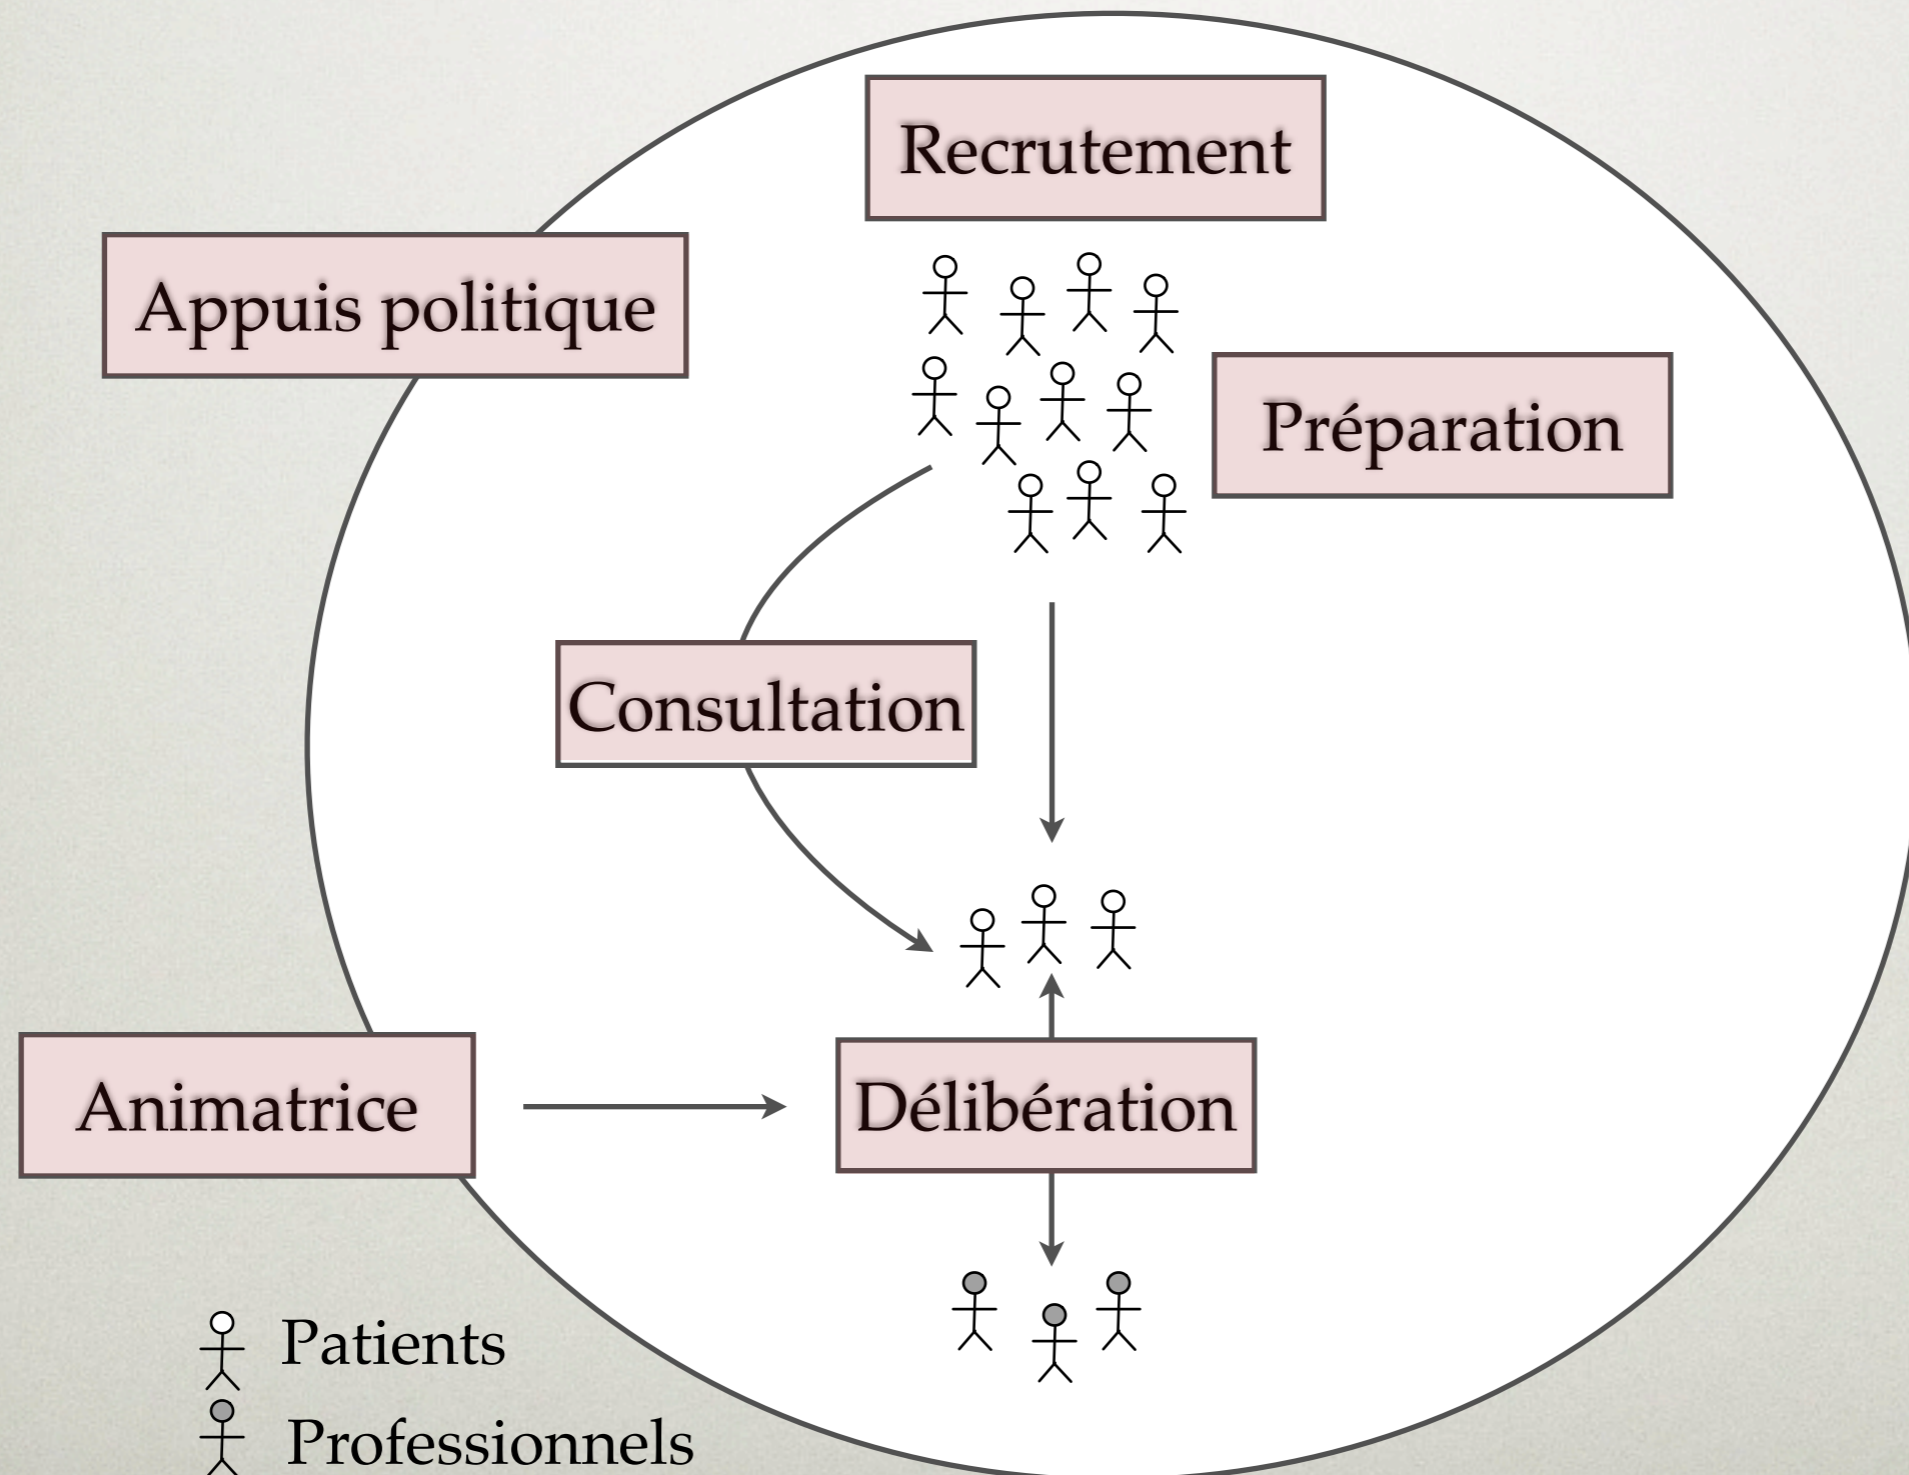 Recrutement
Appuis politique
Préparation
Consultation
Animatrice
Délibération
Patients
Professionnels